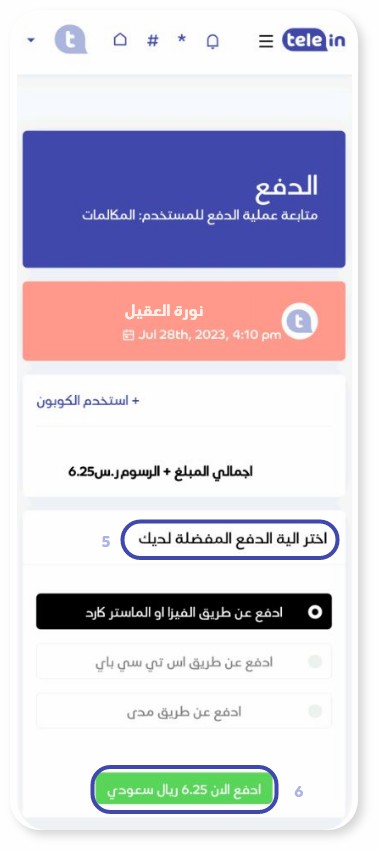 telein
* #
الدفع
متابعة عملية الدفع للمستخدم: المكالمات
نورة العقيل
Jul 28th, 2023, 4:10 pm
+ استخدم الكوبون
اجمالي المبلغ + الرسوم ر.س6.25
اختر الية الدفع المفضلة لديك 5
ادفع عن طريق الفيزا او الماستر كارد
ادفع عن طريق اس تي سي باي
ادفع عن طريق مدى
6 ادفع الان 6.25 ريال سعودي